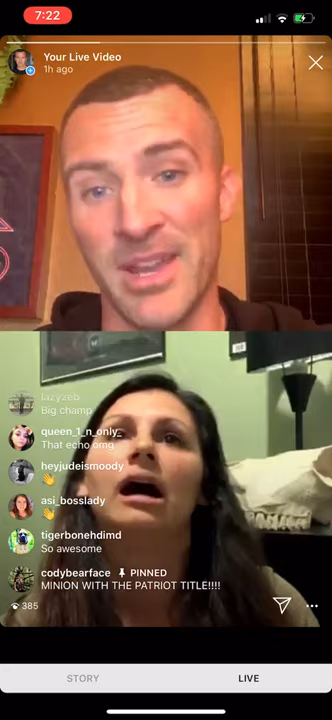 7:22
Your Live Video
1h ago
lazyzeb
Big champ
queen_1_n_only_
That echo omg
heyjudeismoody
👋
asi_bosslady
👋
tigerbonehdimd
So awesome
codybearface PINNED
MINION WITH THE PATRIOT TITLE!!!!
385
STORY LIVE